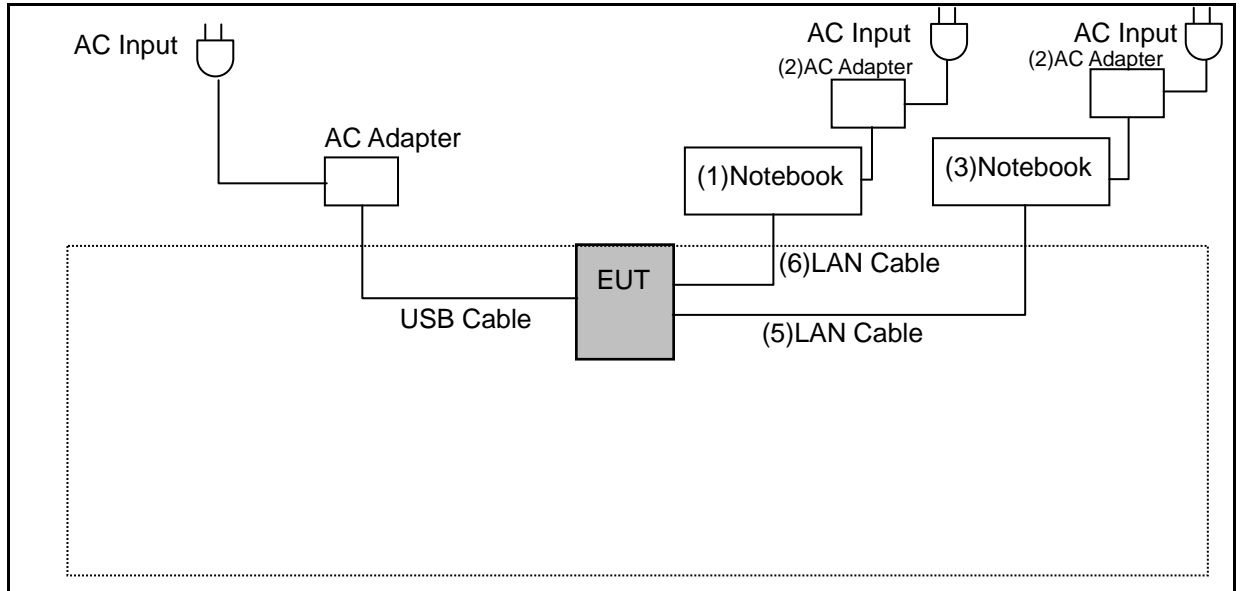 AC Input
AC Input
AC Input
(2)AC Adapter
(2)AC Adapter
AC Adapter
(1)Notebook
(3)Notebook
EUT
(6)LAN Cable
USB Cable
(5)LAN Cable